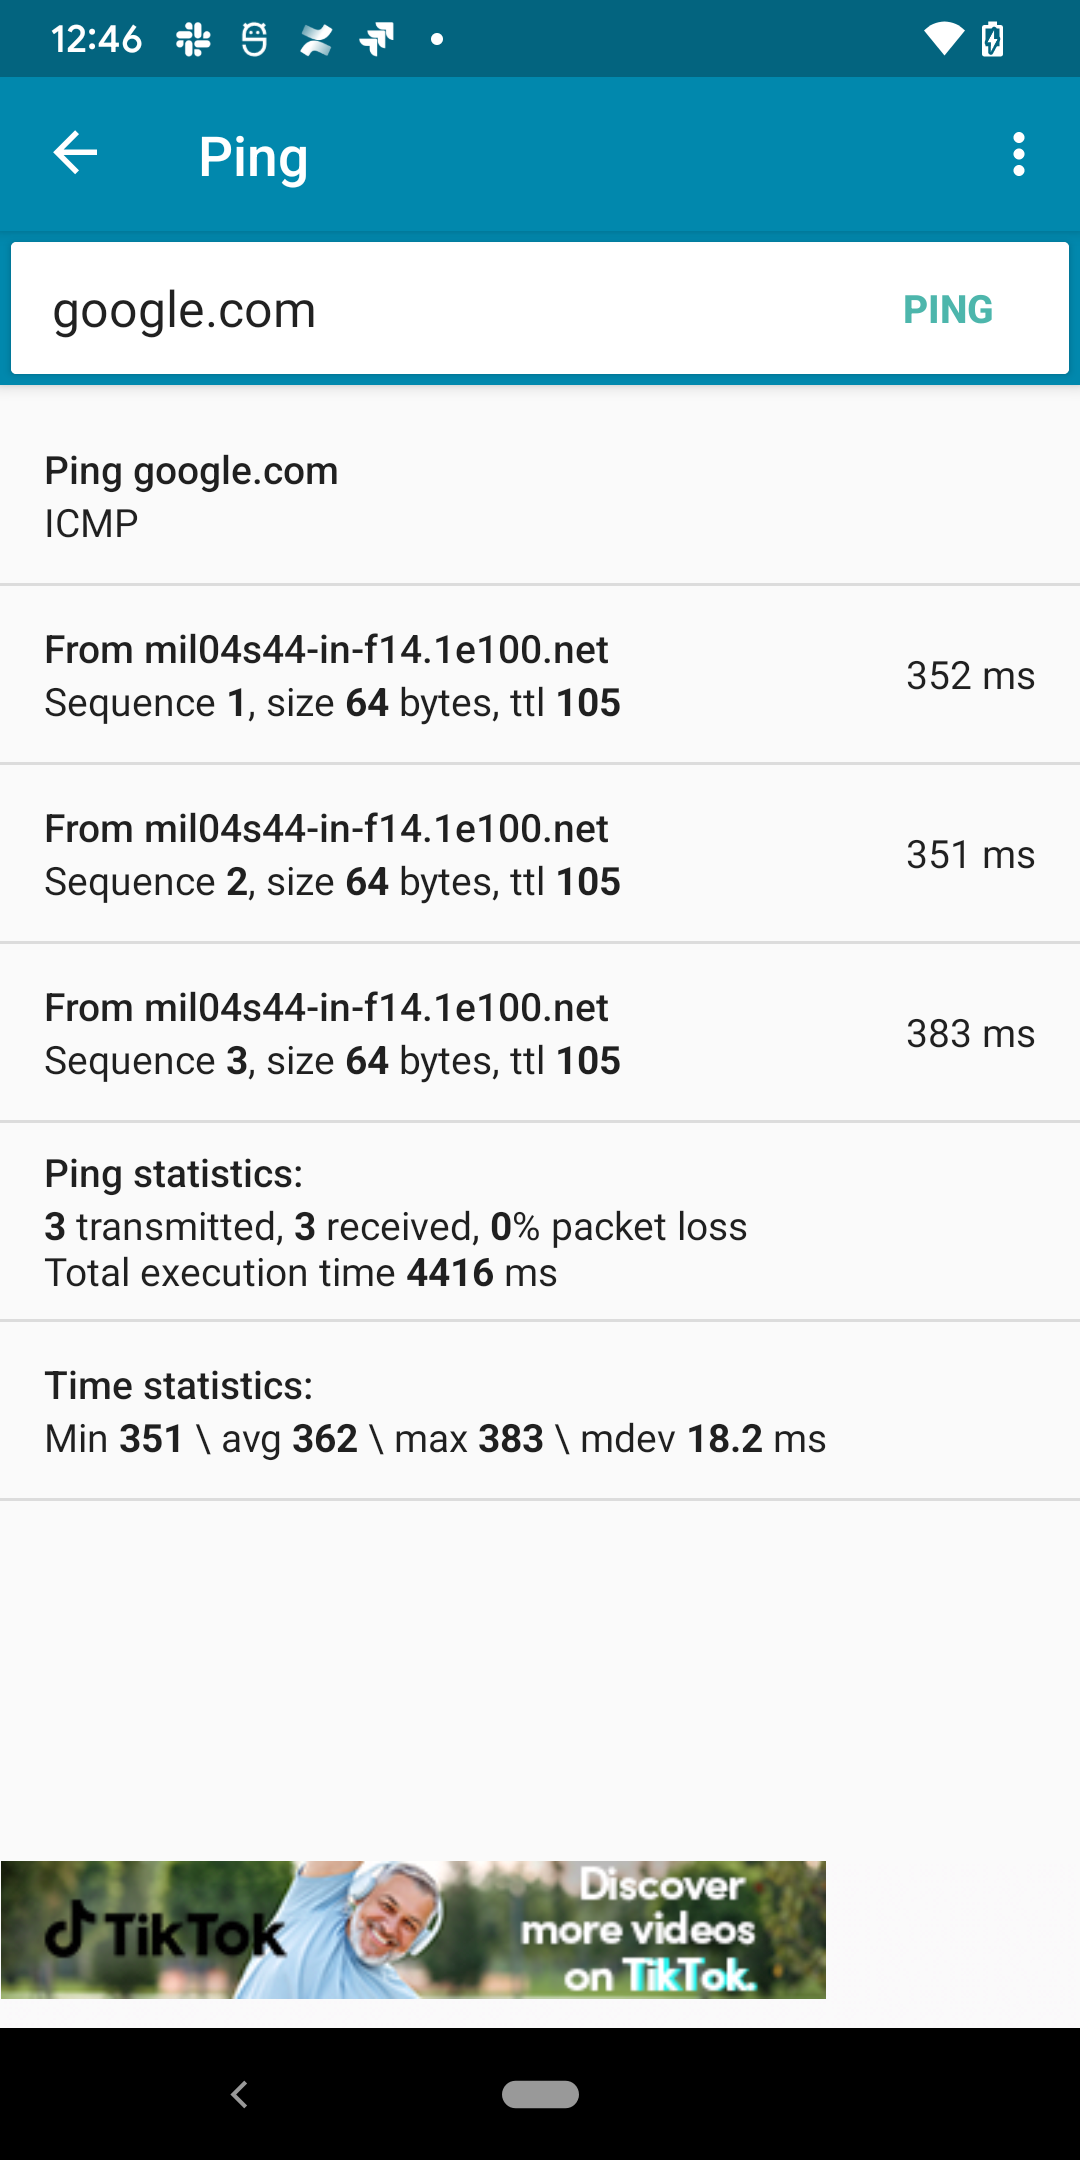 12:46
Ping
google.com
PING
Ping google.com
ICMP
From mil04s44-in-f14.1e100.net
Sequence 1, size 64 bytes, ttl 105
352 ms
From mil04s44-in-f14.1e100.net
Sequence 2, size 64 bytes, ttl 105
351 ms
From mil04s44-in-f14.1e100.net
Sequence 3, size 64 bytes, ttl 105
383 ms
Ping statistics:
3 transmitted, 3 received, 0% packet loss
Total execution time 4416 ms
Time statistics:
Min 351 \ avg 362 \ max 383 \ mdev 18.2 ms
TikTok
Discover
more videos
on TikTok.